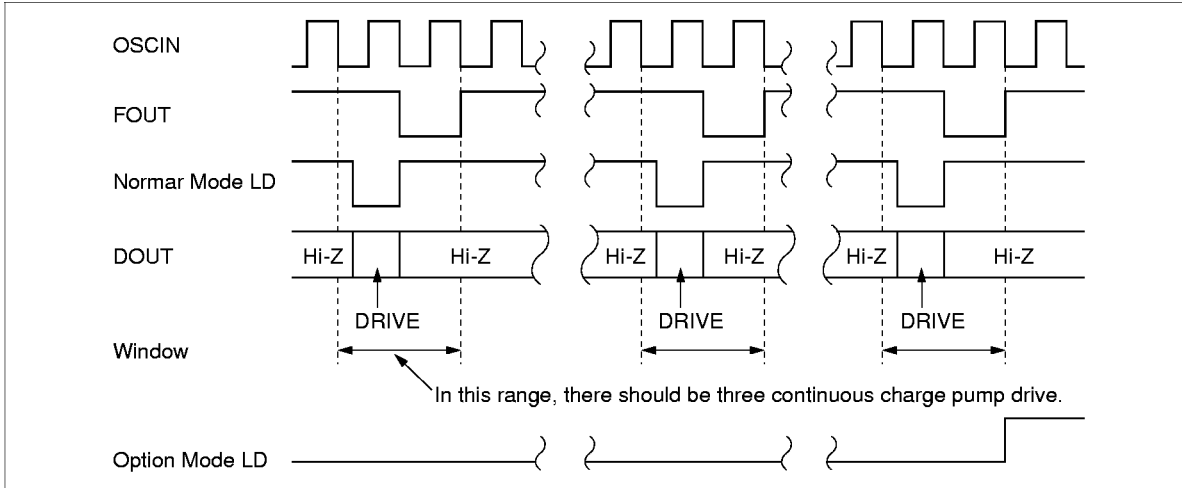 OSCIN
FOUT
Normar Mode LD
DOUT
Hi-Z Hi-Z Hi-Z Hi-Z Hi-Z Hi-Z
DRIVE DRIVE DRIVE
Window
In this range, there should be three continuous charge pump drive.
Option Mode LD